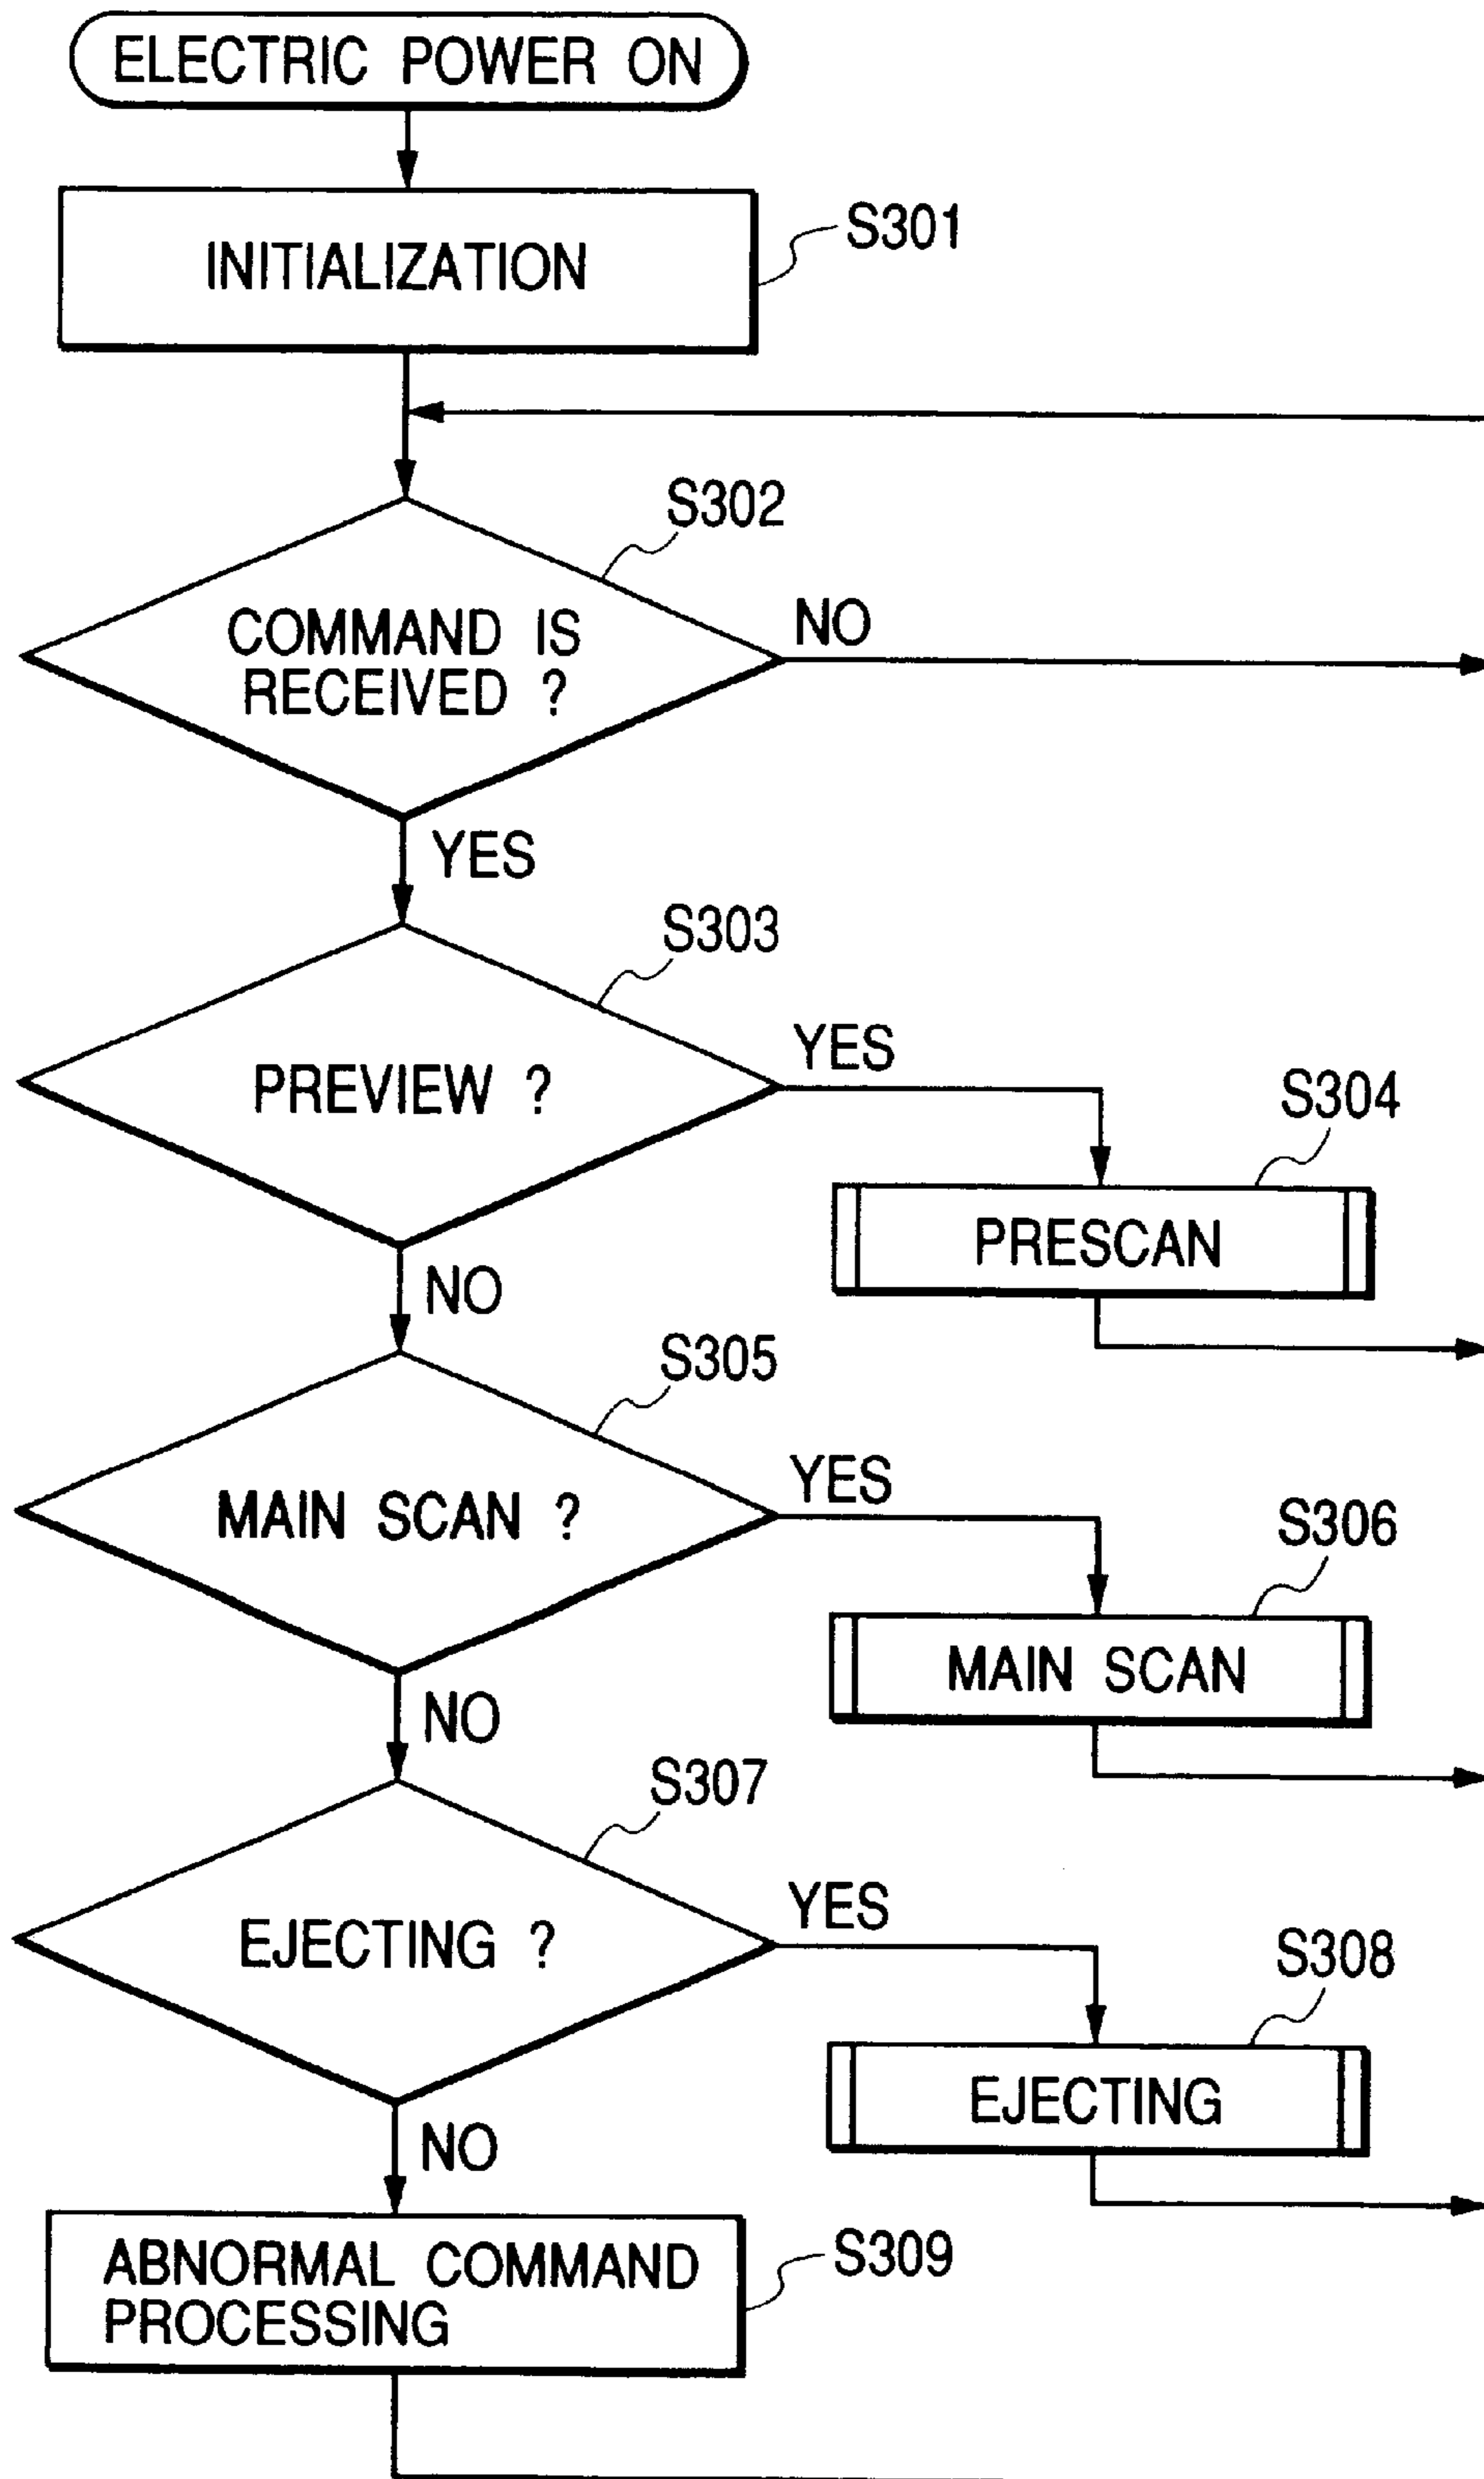 ELECTRIC POWER ON
INITIALIZATION
S301
S302
COMMAND IS
RECEIVED ?
NO
YES
S303
PREVIEW ?
YES
S304
PRESCAN
NO
S305
MAIN SCAN ?
YES
S306
MAIN SCAN
NO
S307
EJECTING ?
YES
S308
EJECTING
NO
ABNORMAL COMMAND
PROCESSING
S309